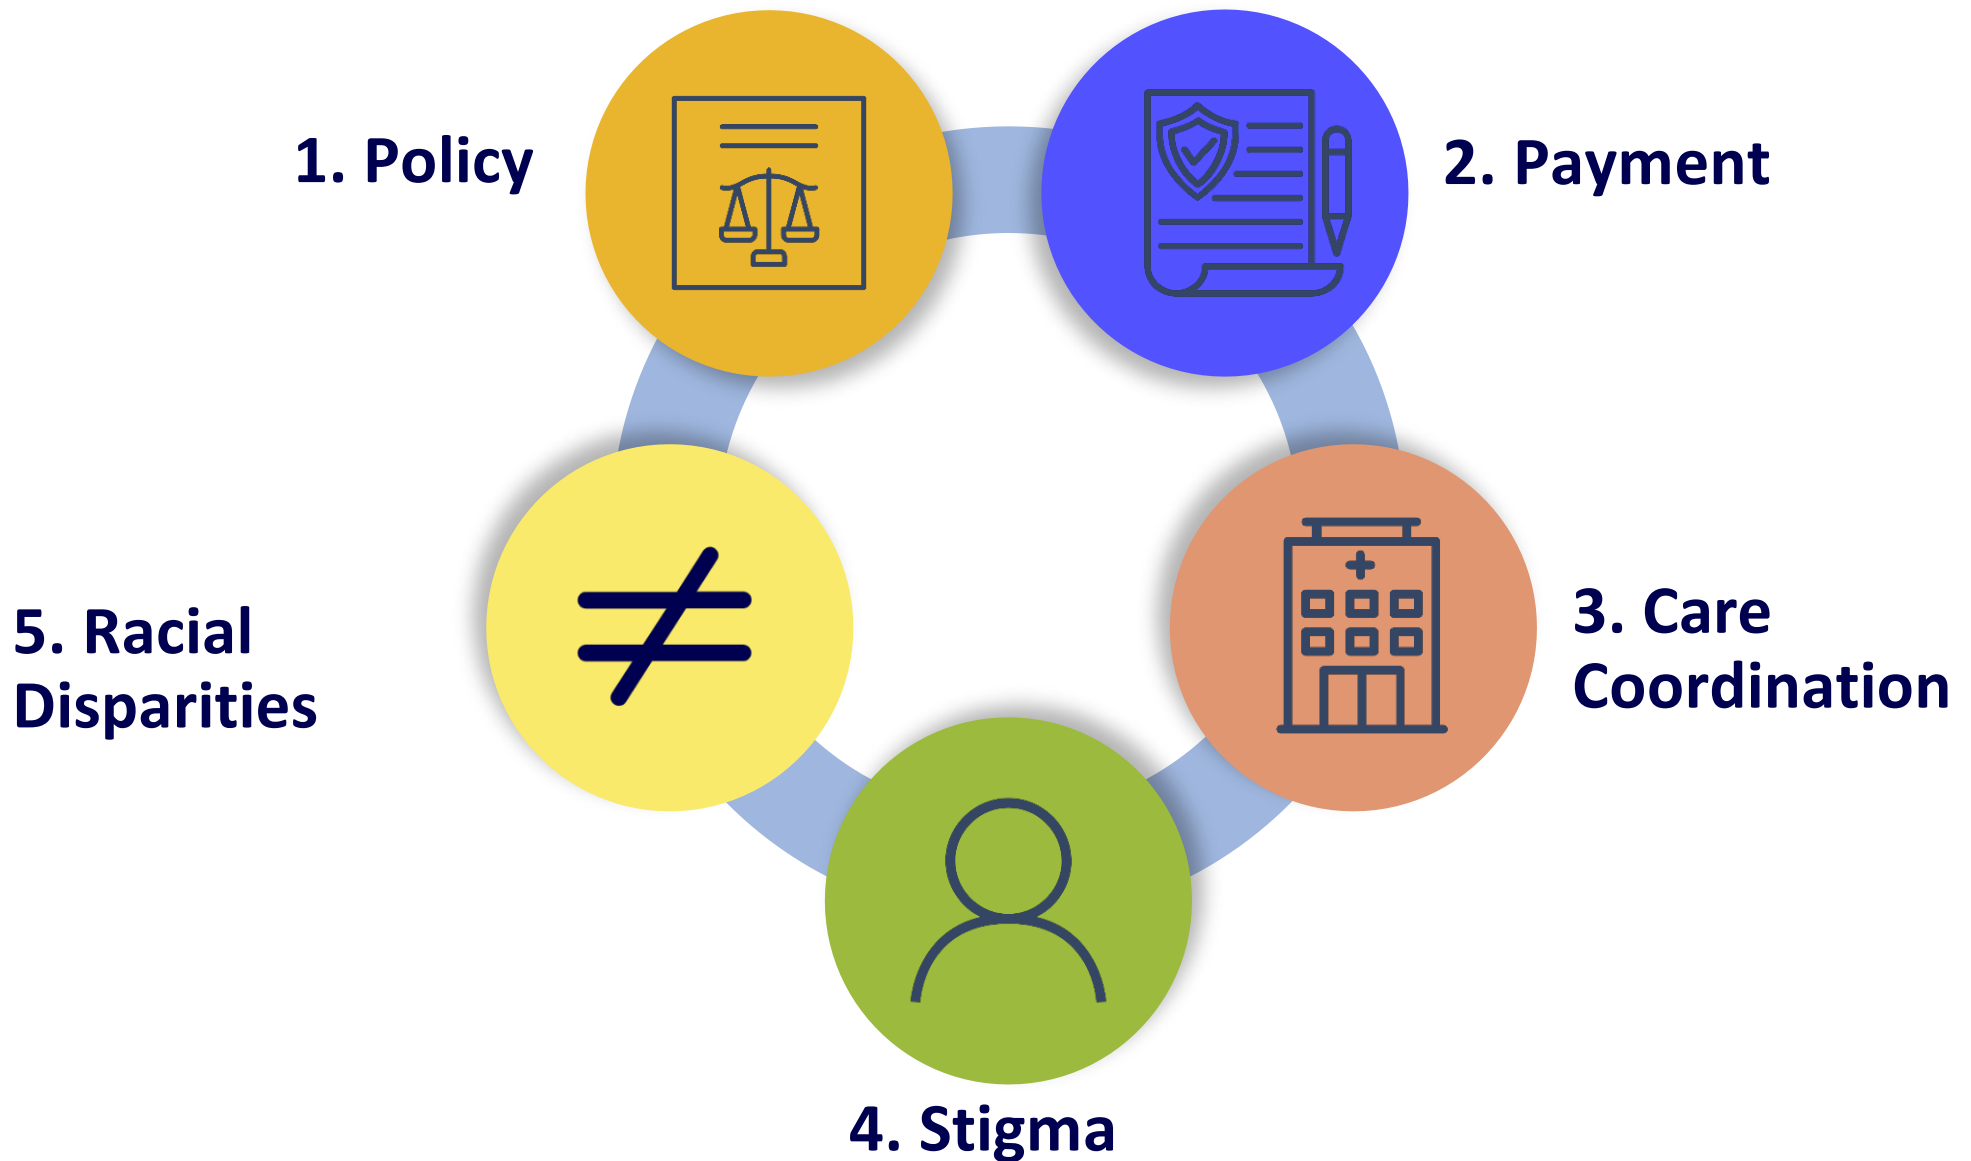 1. Policy
2. Payment
3. Care
Coordination
4. Stigma
5. Racial
Disparities